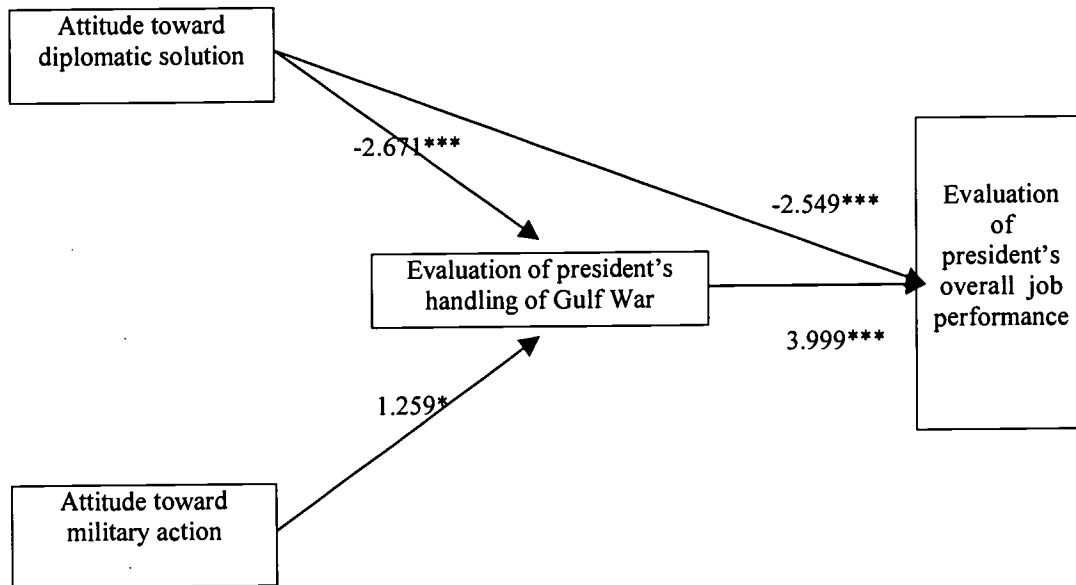 Attitude toward
diplomatic solution
-2.671***
-2.549***
Evaluation
of
president's
overall job
performance
Evaluation of president's
handling of Gulf War
3.999***
1.259*
Attitude toward
military action